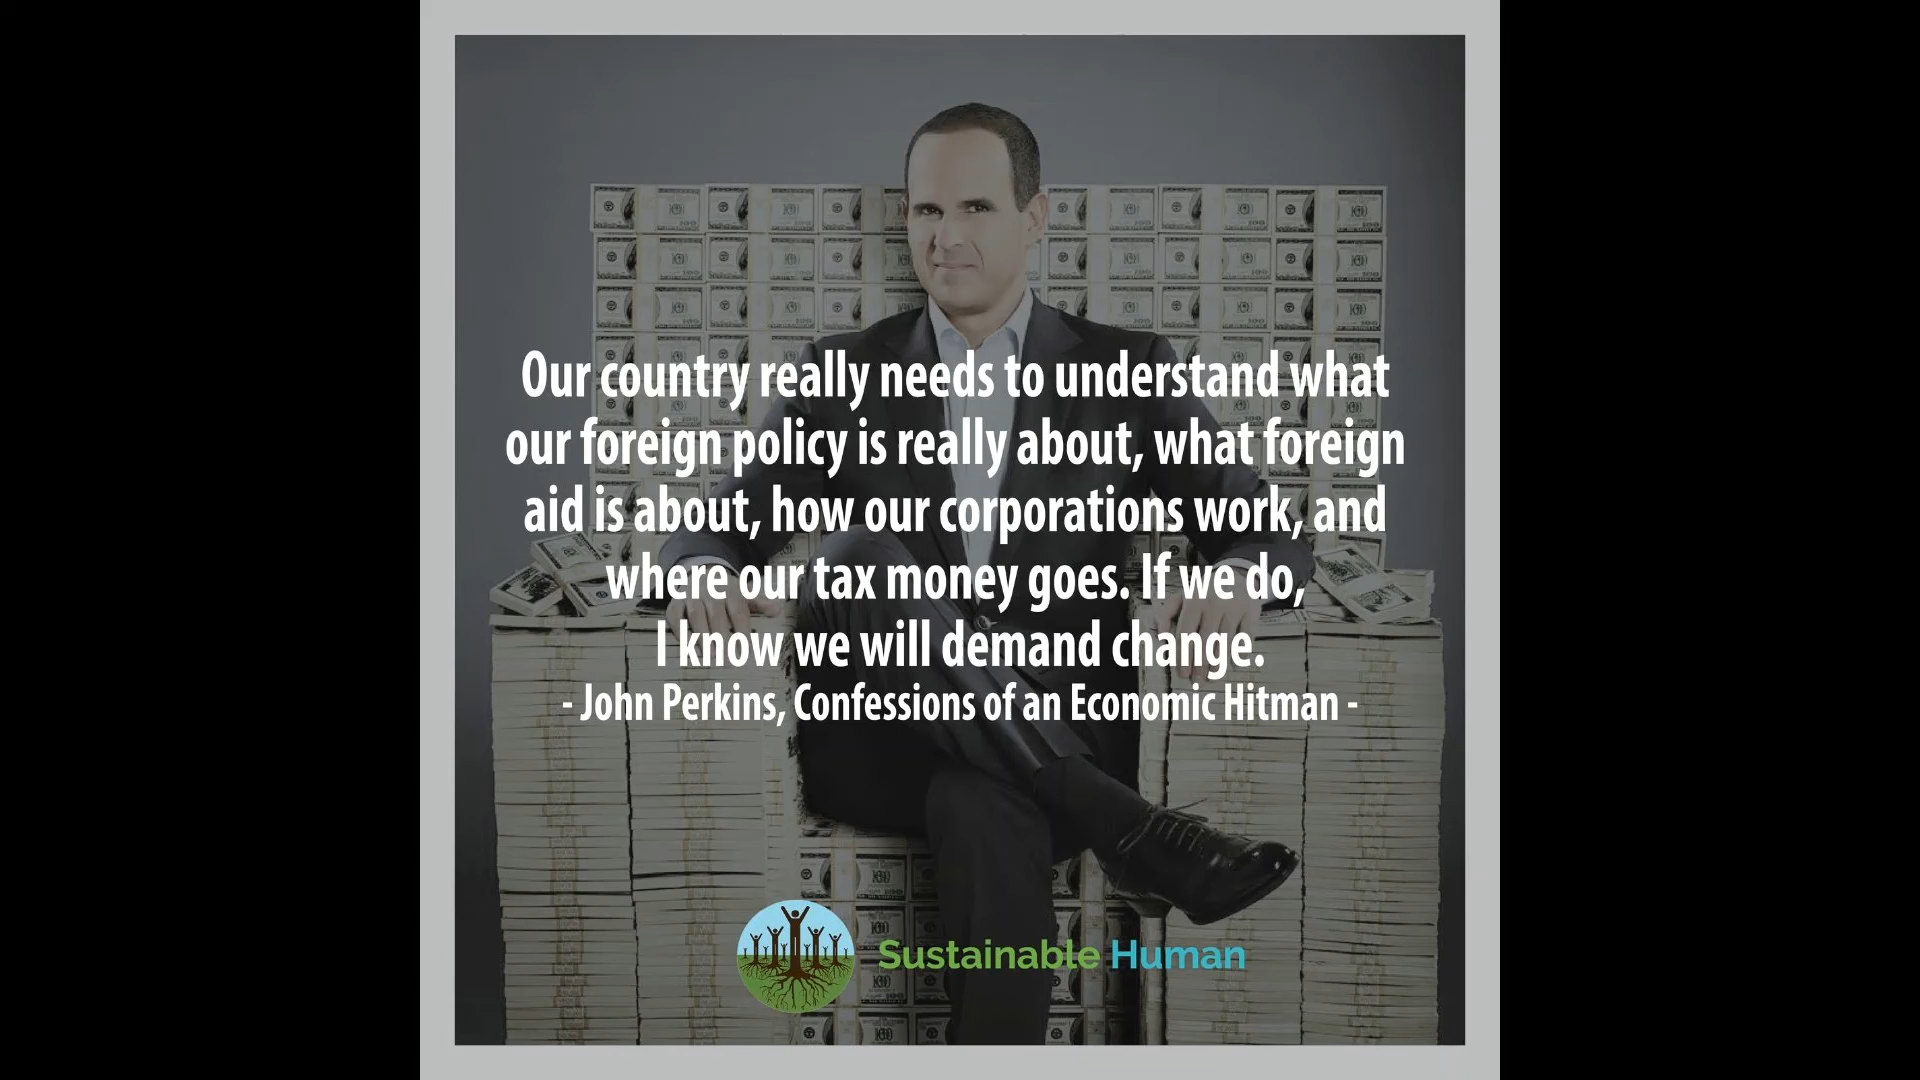 Our country really needs to understand what
our foreign policy is really about, what foreign
aid is about, how our corporations work, and
where our tax money goes. If we do,
I know we will demand change.
- John Perkins, Confessions of an Economic Hitman -
Sustainable Human